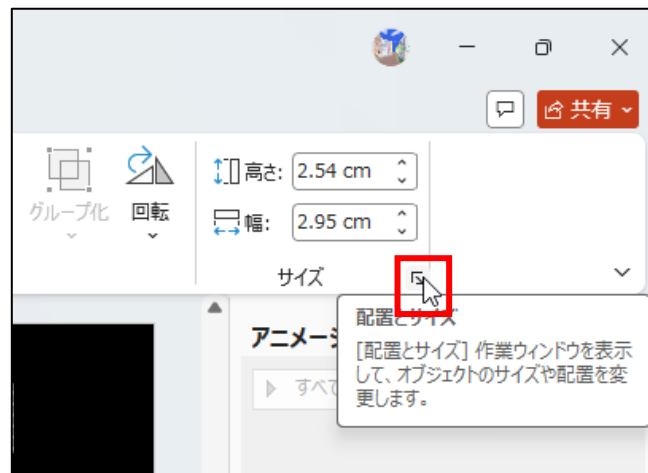 共有
グループ化
回転
高さ: 2.54 cm
幅: 2.95 cm
サイズ
配置とサイズ
[配置とサイズ] 作業ウィンドウを表示
して、オブジェクトのサイズや配置を変
更します。
アニメー
すべて